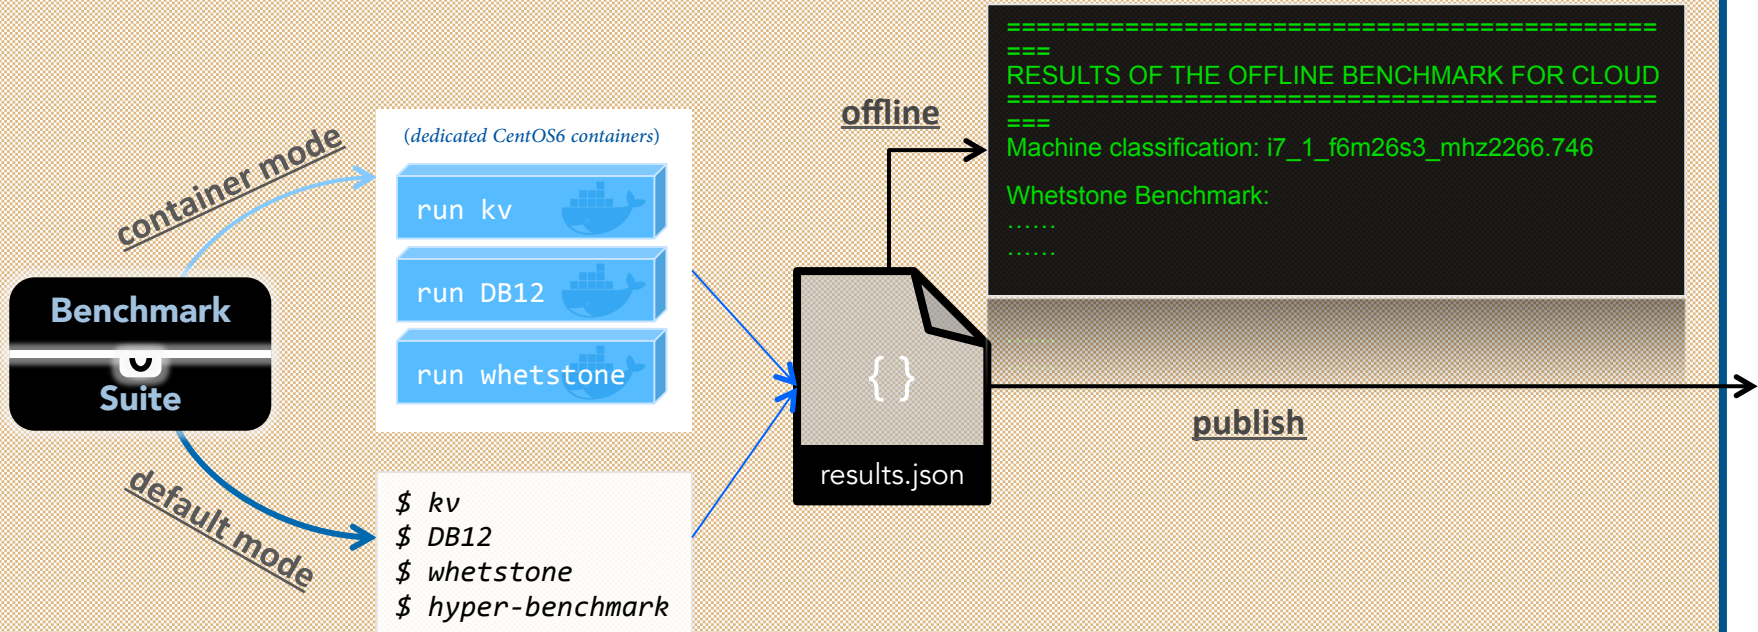 Benchmark
Suite
container mode
default mode
(dedicated CentOS6 containers)
run kv
run DB12
run whetstone
$ kv
$ DB12
$ whetstone
$ hyper-benchmark
{ }
results.json
offline
publish
============================================
===
RESULTS OF THE OFFLINE BENCHMARK FOR CLOUD
============================================
===
Machine classification: i7_1_f6m26s3_mhz2266.746
Whetstone Benchmark:
……
……
……